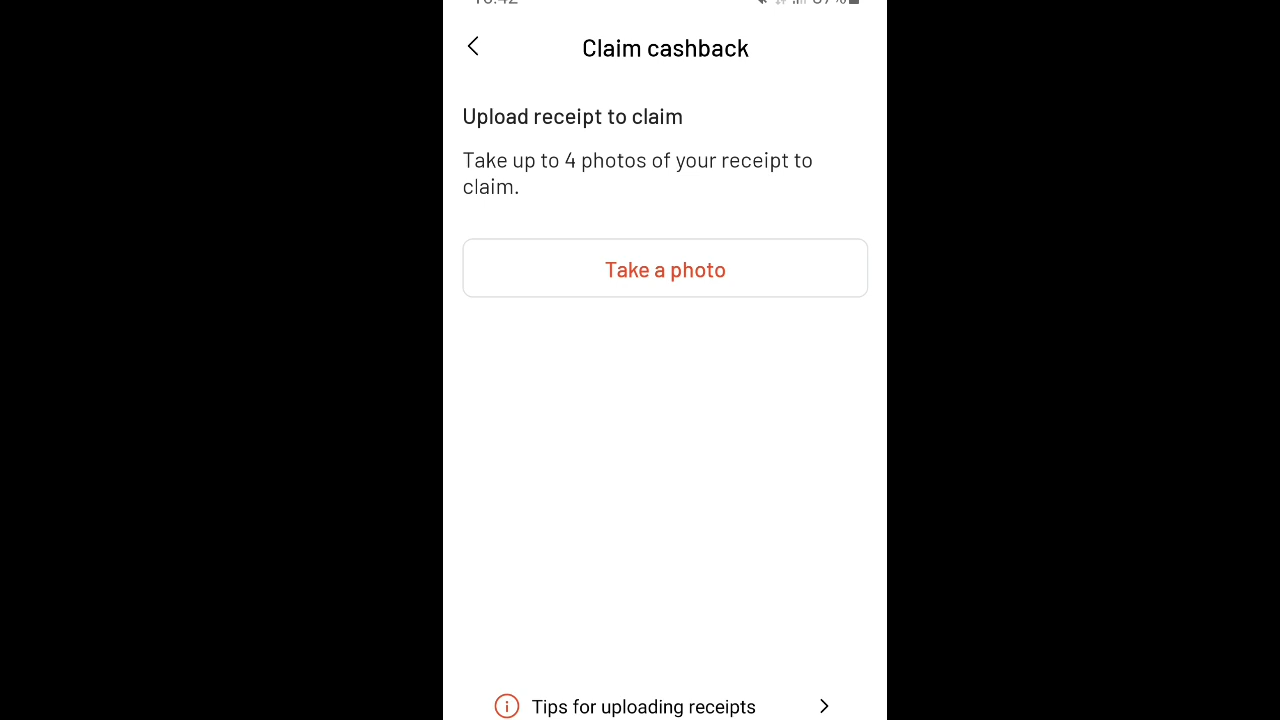 Claim cashback
Upload receipt to claim
Take up to 4 photos of your receipt to
claim.
Take a photo
Tips for uploading receipts